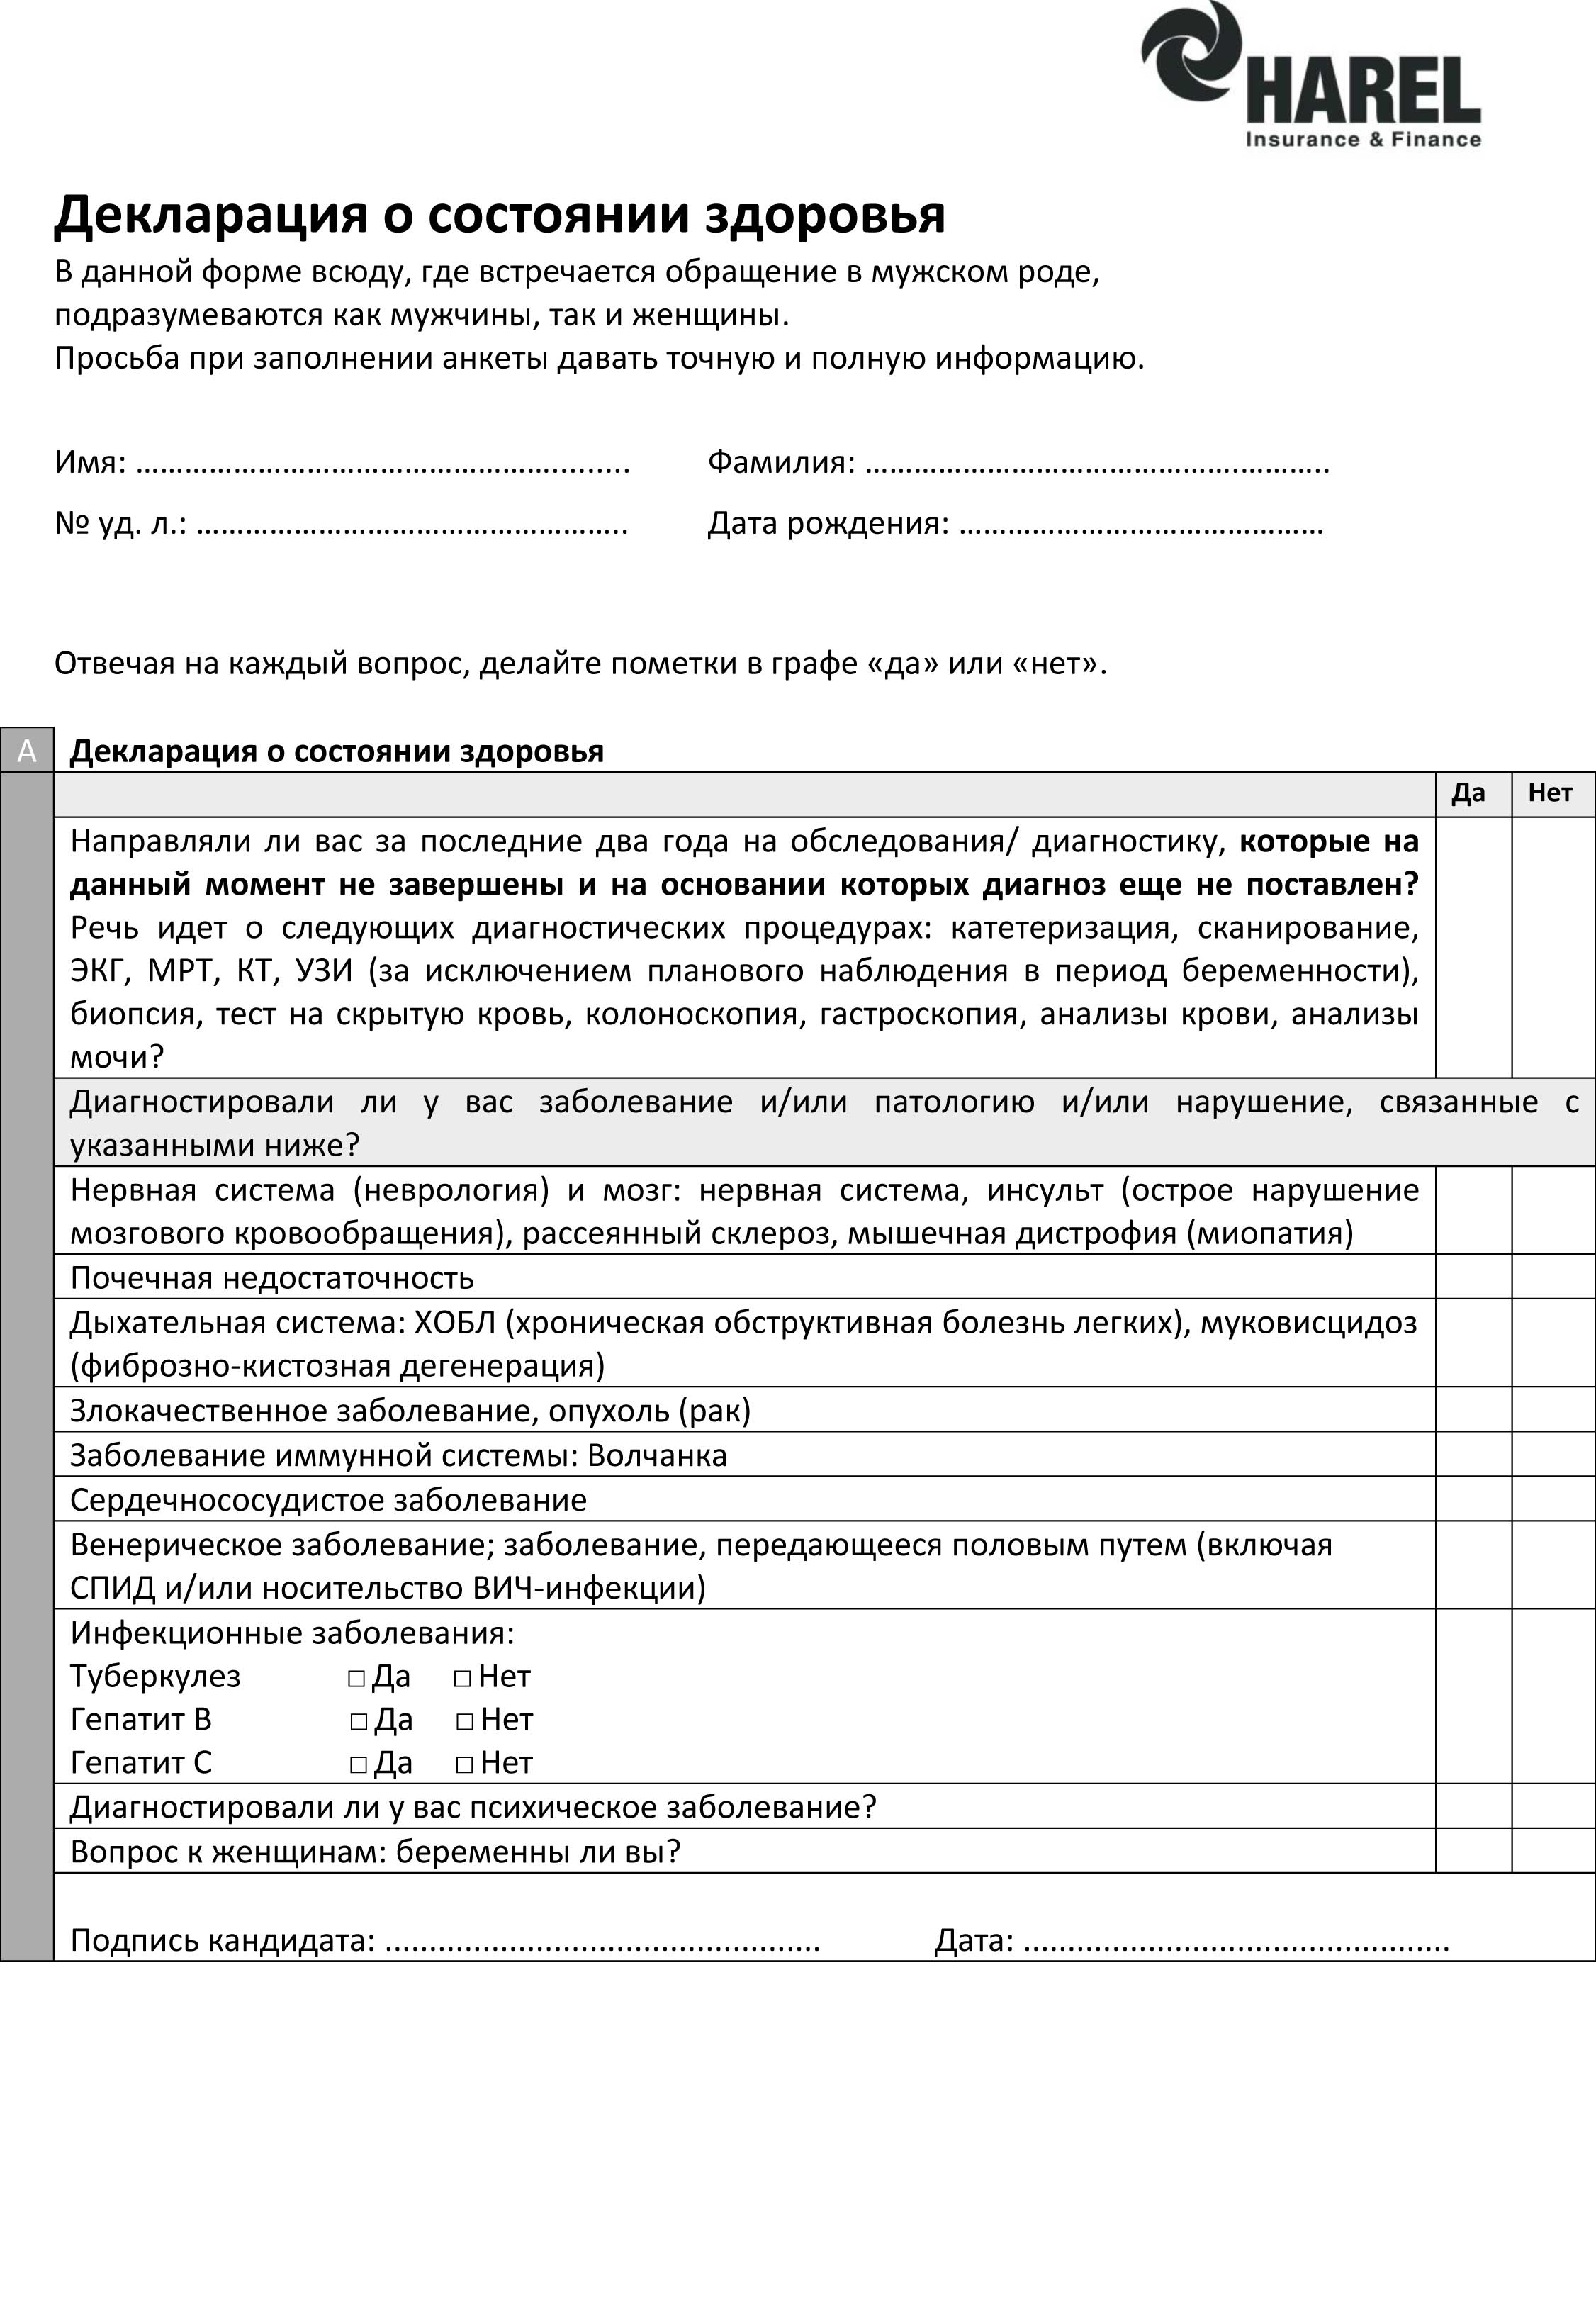 HAREL
Insurance & Finance
Декларация о состоянии здоровья
В данной форме всюду, где встречается обращение в мужском роде,
подразумеваются как мужчины, так и женщины.
Просьба при заполнении анкеты давать точную и полную информацию.
Имя: ………………………………………………......... Фамилия: ……………………………………………………..
№ уд. л.: …………………………………………….. Дата рождения: ………………………………………
Отвечая на каждый вопрос, делайте пометки в графе «да» или «нет».
A Декларация о состоянии здоровья
Да Нет
Направляли ли вас за последние два года на обследования/ диагностику, которые на
данный момент не завершены и на основании которых диагноз еще не поставлен?
Речь идет о следующих диагностических процедурах: катетеризация, сканирование,
ЭКГ, МРТ, КТ, УЗИ (за исключением планового наблюдения в период беременности),
биопсия, тест на скрытую кровь, колоноскопия, гастроскопия, анализы крови, анализы
мочи?
Диагностировали ли у вас заболевание и/или патологию и/или нарушение, связанные с
указанными ниже?
Нервная система (неврология) и мозг: нервная система, инсульт (острое нарушение
мозгового кровообращения), рассеянный склероз, мышечная дистрофия (миопатия)
Почечная недостаточность
Дыхательная система: ХОБЛ (хроническая обструктивная болезнь легких), муковисцидоз
(фиброзно-кистозная дегенерация)
Злокачественное заболевание, опухоль (рак)
Заболевание иммунной системы: Волчанка
Сердечнососудистое заболевание
Венерическое заболевание; заболевание, передающееся половым путем (включая
СПИД и/или носительство ВИЧ-инфекции)
Инфекционные заболевания:
Туберкулез □ Да □ Нет
Гепатит В □ Да □ Нет
Гепатит С □ Да □ Нет
Диагностировали ли у вас психическое заболевание?
Вопрос к женщинам: беременны ли вы?
Подпись кандидата: ................................................. Дата: ................................................